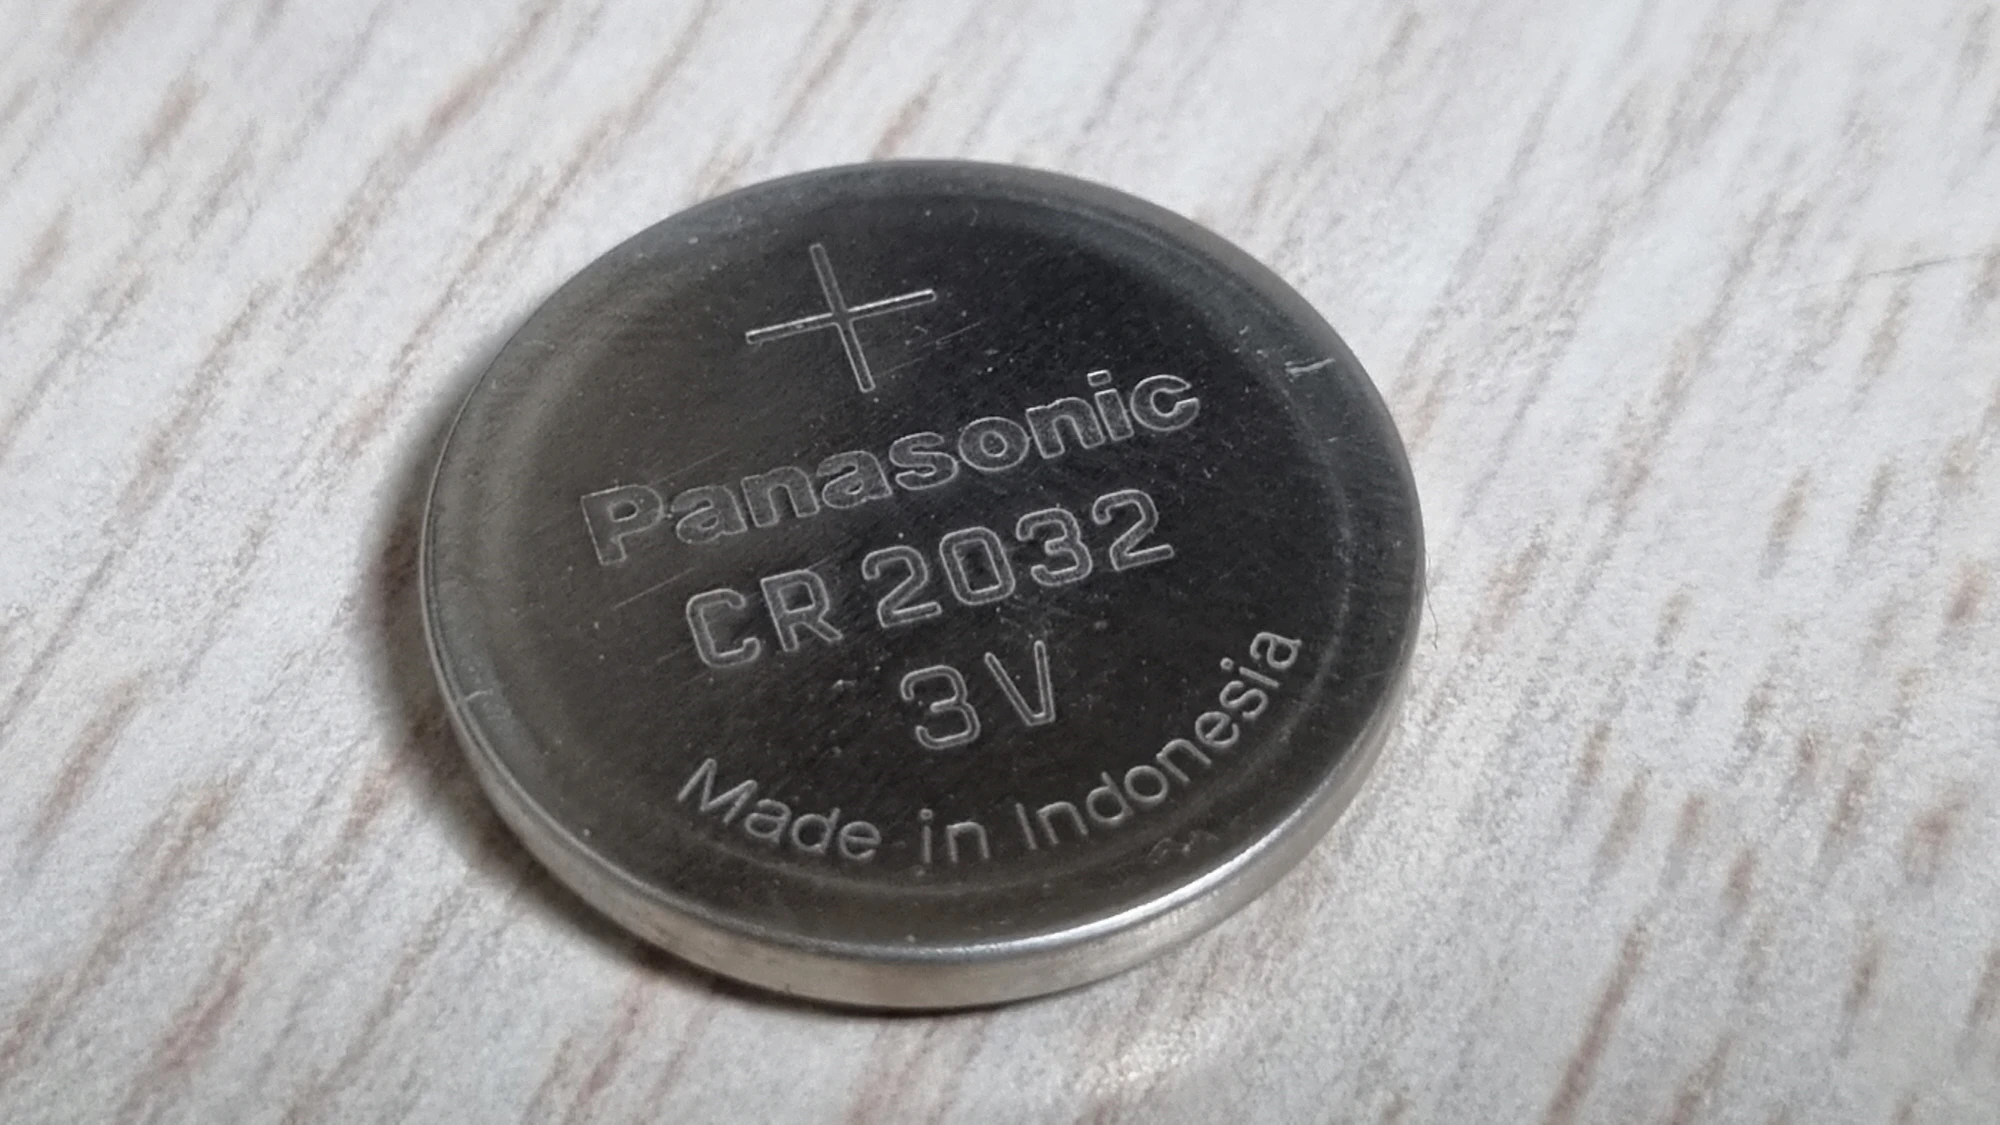 +
Panasonic
CR 2032
3V
Made in Indonesia